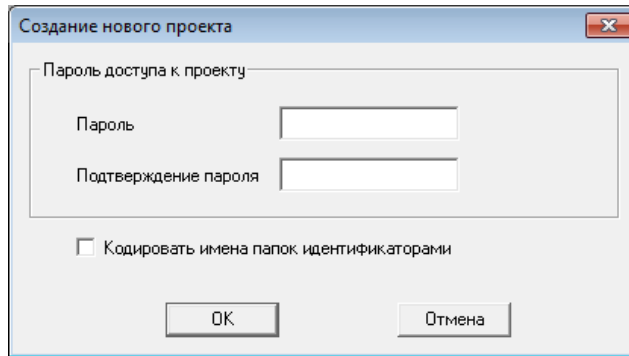 Создание нового проекта
Пароль доступа к проекту
Пароль
Подтверждение пароля
Кодировать имена папок идентификаторами
OK
Отмена